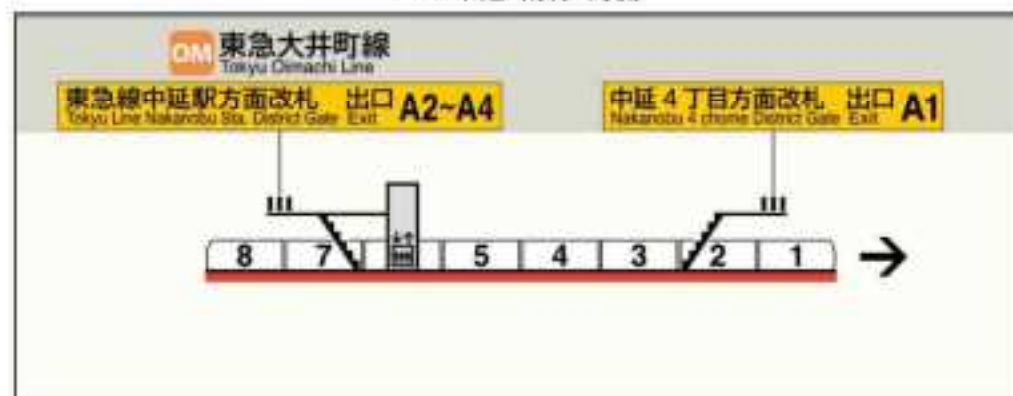 OM 東急大井町線
Tokyu Oimachi Line
東急線中延駅方面改札 出口 A2~A4
Tokyu Line Nakanobu Sta. District Gate Exit
中延4丁目方面改札 出口 A1
Nakanobu 4 chome District Gate Exit
8 7 5 4 3 2 1